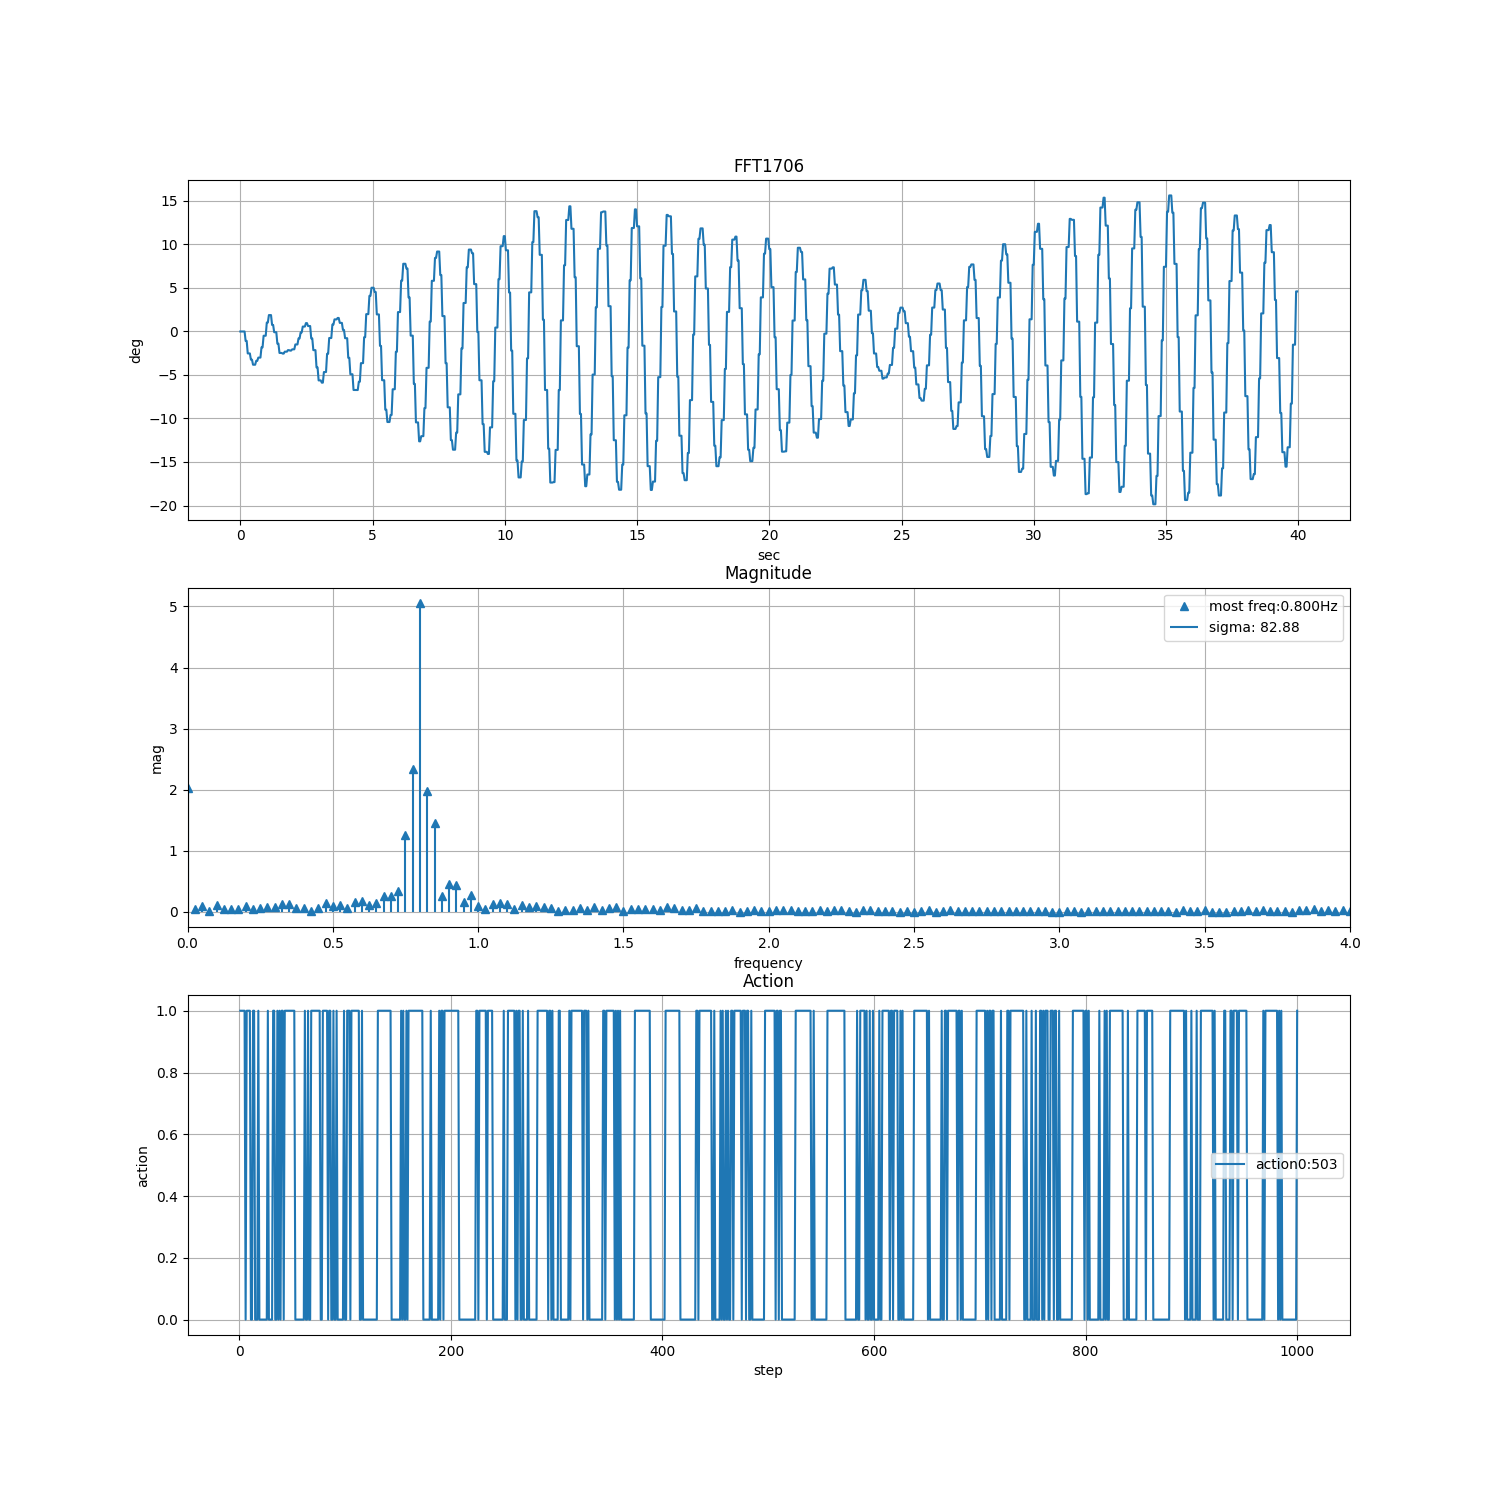 FFT1706
15
10
5
0
−5
−10
−15
−20
deg
0 5 10 15 20 25 30 35 40
sec
Magnitude
5
4
3
2
1
0
mag
most freq:0.800Hz
sigma: 82.88
0.0 0.5 1.0 1.5 2.0 2.5 3.0 3.5 4.0
frequency
Action
1.0
0.8
0.6
0.4
0.2
0.0
action
action0:503
0 200 400 600 800 1000
step